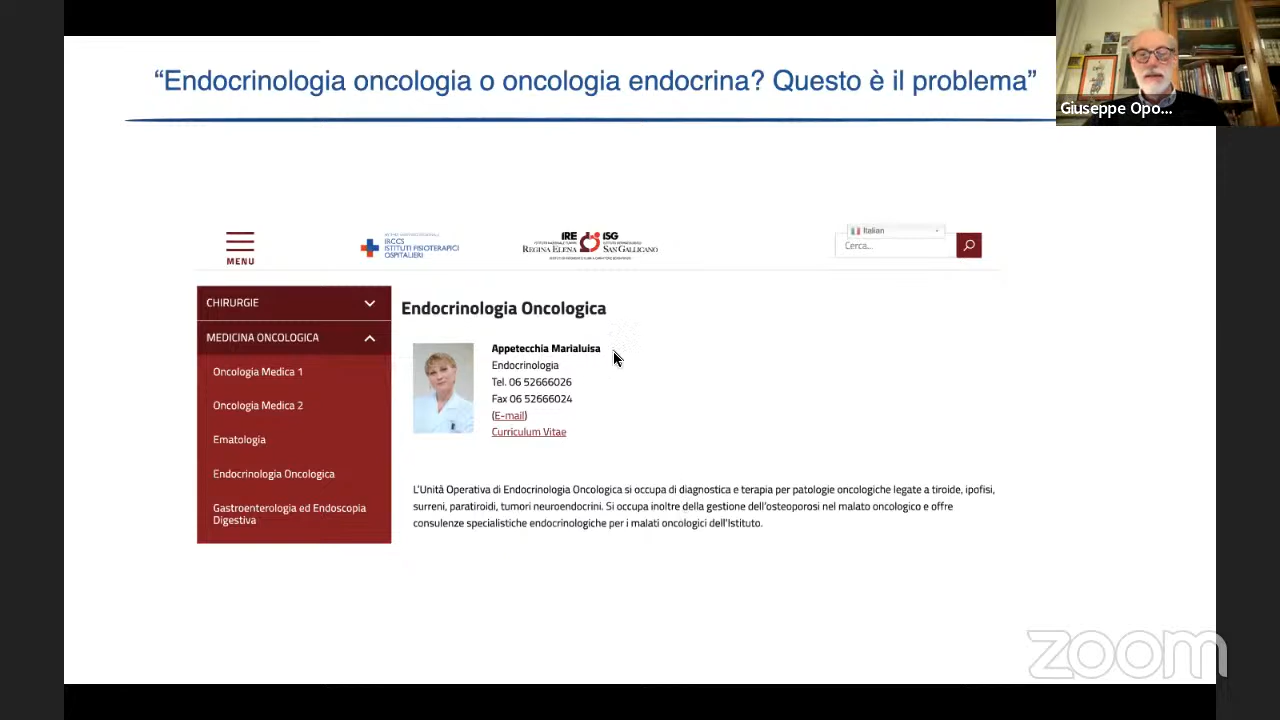 “Endocrinologia oncologia o oncologia endocrina? Questo è il problema”
Giuseppe Opo...
MENU
IRCCS
ISTITUTI FISIOTERAPICI
OSPITALIERI
IRE ISG
REGINA ELENA SAN GALLICANO
Italian
Cerca...
CHIRURGIE
MEDICINA ONCOLOGICA
Oncologia Medica 1
Oncologia Medica 2
Ematologia
Endocrinologia Oncologica
Gastroenterologia ed Endoscopia
Digestiva
Endocrinologia Oncologica
Appetecchia Marialuisa
Endocrinologia
Tel. 06 52666026
Fax 06 52666024
(E-mail)
Curriculum Vitae
L’Unità Operativa di Endocrinologia Oncologica si occupa di diagnostica e terapia per patologie oncologiche legate a tiroide, ipofisi,
surreni, paratiroidi, tumori neuroendocrini. Si occupa inoltre della gestione dell’osteoporosi nel malato oncologico e offre
consulenze specialistiche endocrinologiche per i malati oncologici dell’Istituto.
zoom